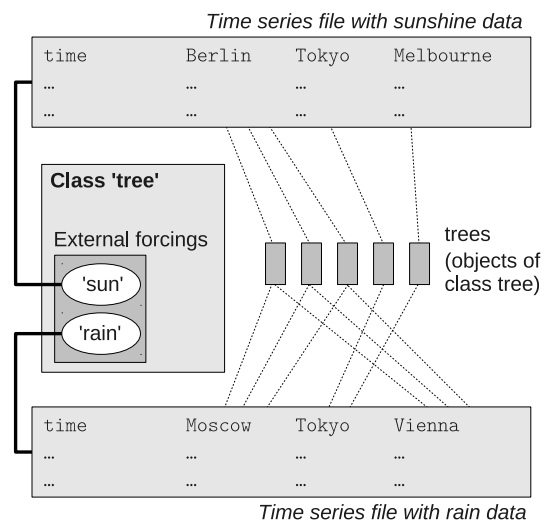 Time series file with sunshine data
time Berlin Tokyo Melbourne
... ... ... ...
... ... ... ...
Class 'tree'
External forcings
'sun'
'rain'
trees
(objects of
class tree)
time Moscow Tokyo Vienna
... ... ... ...
... ... ... ...
Time series file with rain data